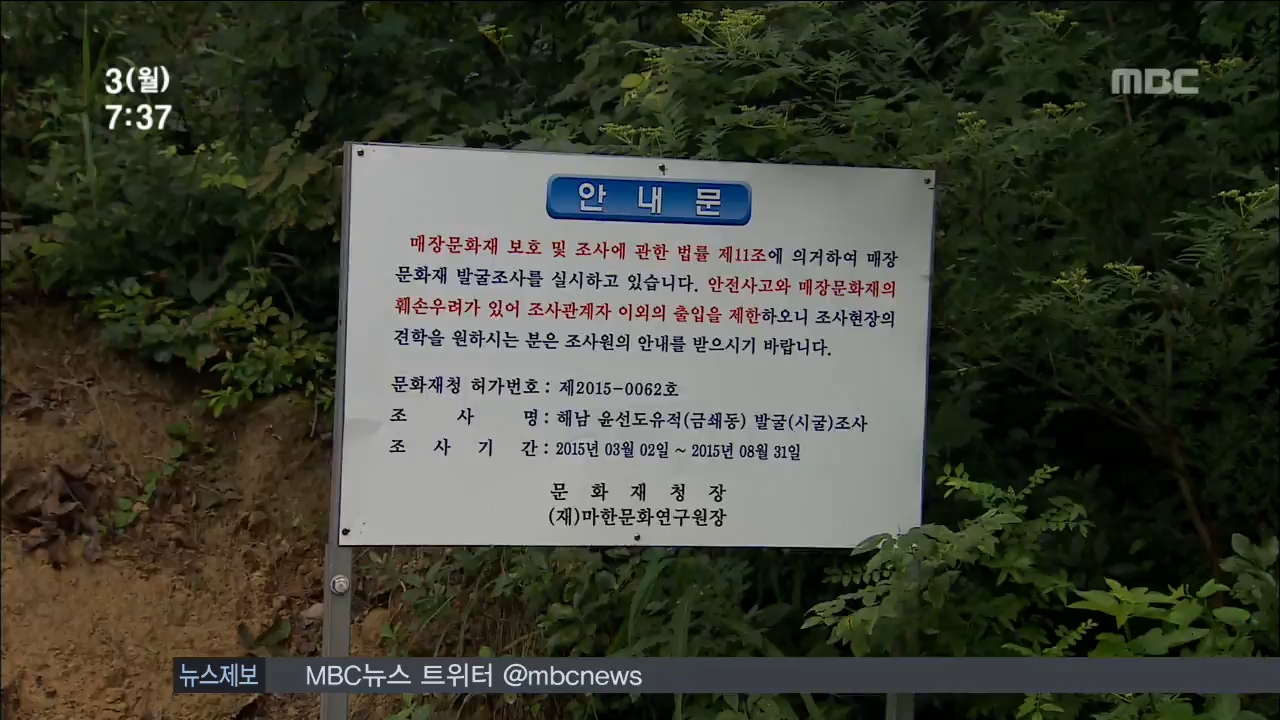 3(월)
7:37
MBC
안 내 문
매장문화재 보호 및 조사에 관한 법률 제11조에 의거하여 매장
문화재 발굴조사를 실시하고 있습니다. 안전사고와 매장문화재의
훼손우려가 있어 조사관계자 이외의 출입을 제한하오니 조사현장의
견학을 원하시는 분은 조사원의 안내를 받으시기 바랍니다.
문화재청 허가번호 : 제2015-0062호
조 사 명 : 해남 윤선도유적(금쇄동) 발굴(시굴)조사
조 사 기 간 : 2015년 03월 02일 ~ 2015년 08월 31일
문 화 재 청 장
(재)마한문화연구원장
뉴스제보 MBC뉴스 트위터 @mbcnews